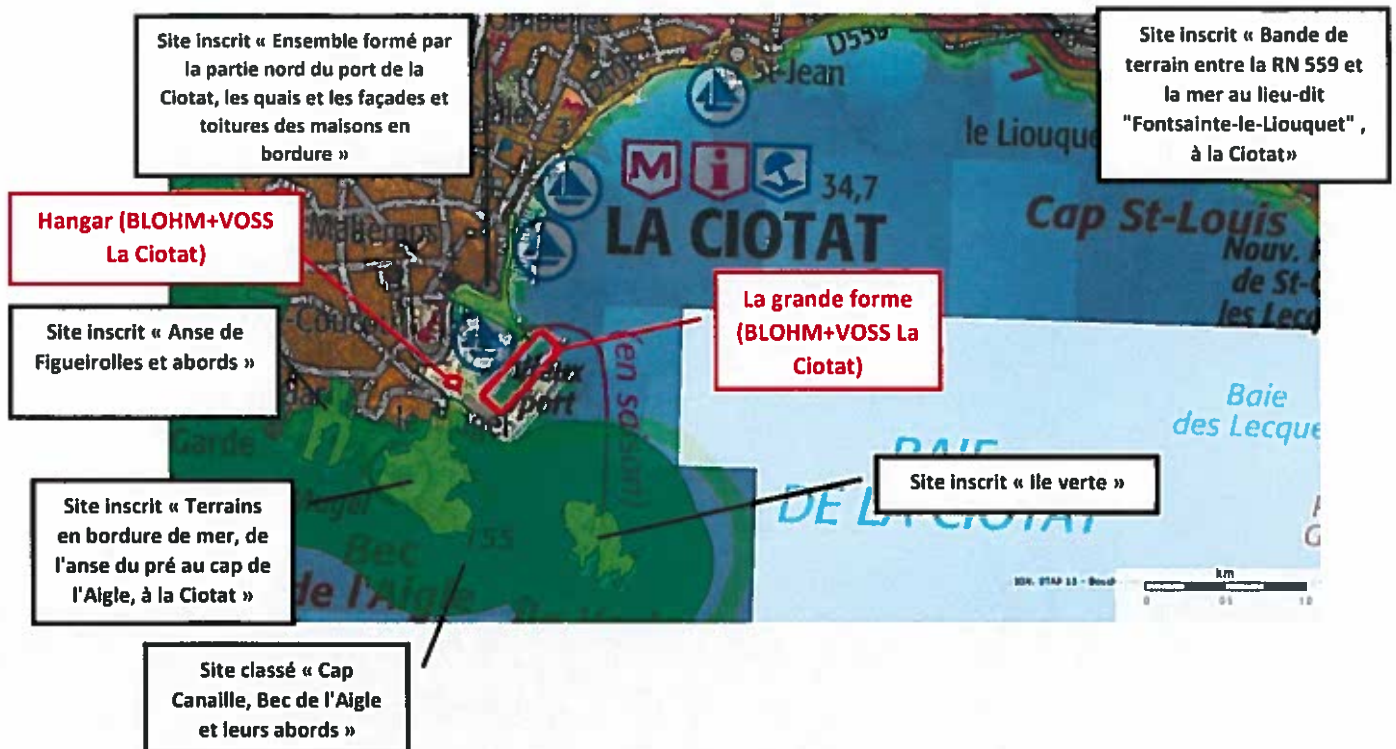 Site inscrit « Ensemble formé par
la partie nord du port de la
Ciotat, les quais et les façades et
toitures des maisons en
bordure »
Site inscrit « Bande de
terrain entre la RN 559 et
la mer au lieu-dit
"Fontsainte-le-Liouquet" ,
à la Ciotat»
D559
St-Jean
le Liouque
34,7
M i
LA CIOTAT
Cap St-Louis
Nouv.
de St-
les Lecq
Hangar (BLOHM+VOSS
La Ciotat)
Maltemps
La grande forme
(BLOHM+VOSS La
Ciotat)
Site inscrit « Anse de
Figueirolles et abords »
port
(en saison)
Garde
Baie
des Lecque
BAIE
DE LA CIOTAT
Site inscrit « Ile verte »
Site inscrit « Terrains
en bordure de mer, de
l'anse du pré au cap de
l'Aigle, à la Ciotat »
155
Bec
de l'Aigle
km
Site classé « Cap
Canaille, Bec de l'Aigle
et leurs abords »